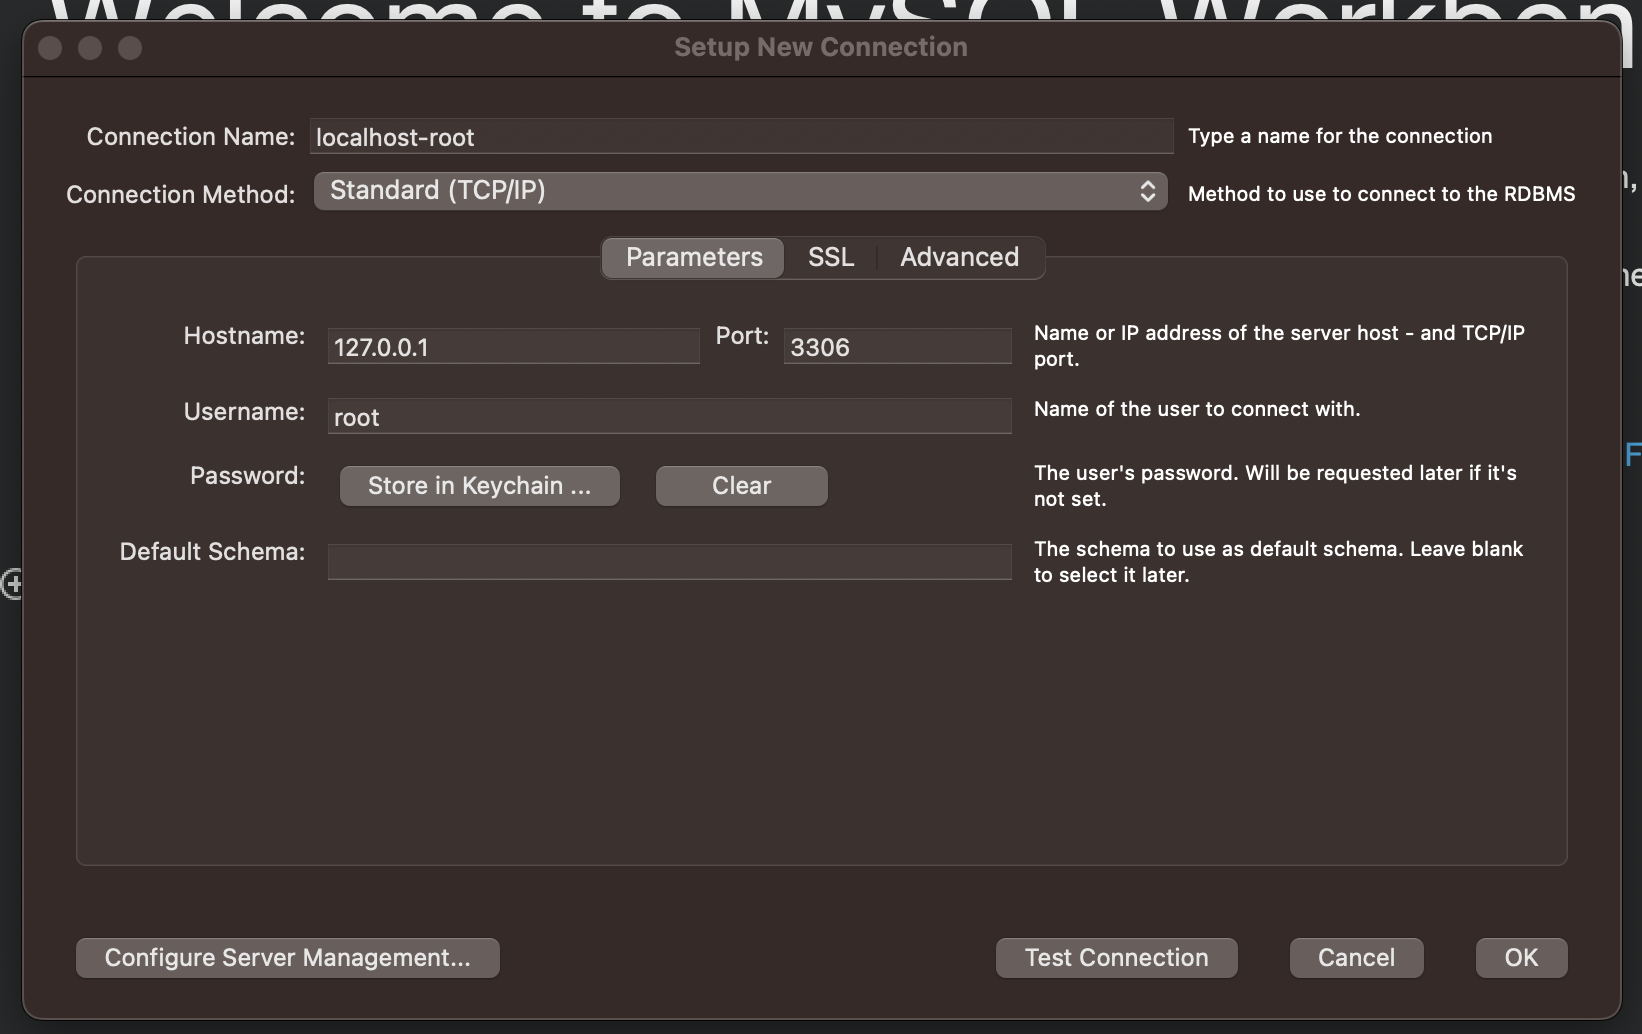 Welcome to MySQL Workben
Setup New Connection
Connection Name:
localhost-root
Type a name for the connection
Connection Method:
Standard (TCP/IP)
Method to use to connect to the RDBMS
Parameters
SSL
Advanced
Hostname:
127.0.0.1
Port:
3306
Name or IP address of the server host - and TCP/IP
port.
Username:
root
Name of the user to connect with.
Password:
Store in Keychain ...
Clear
The user's password. Will be requested later if it's
not set.
Default Schema:
The schema to use as default schema. Leave blank
to select it later.
Configure Server Management...
Test Connection
Cancel
OK